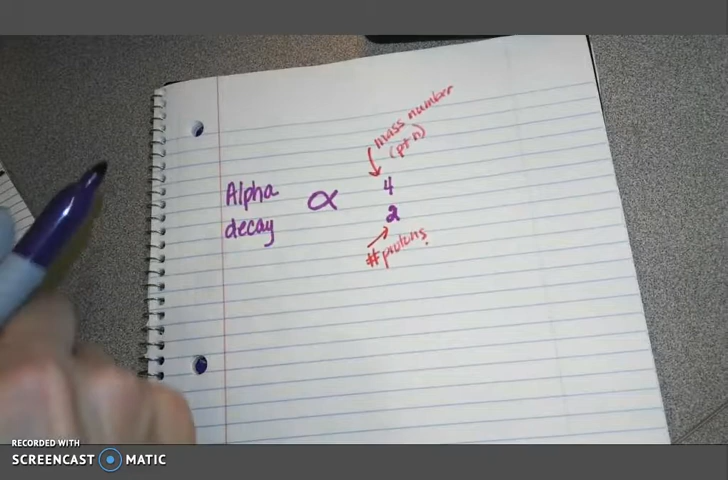 mass number
(p+n)
Alpha ∝ 4
decay 2
#protons.
RECORDED WITH
SCREENCAST MATIC